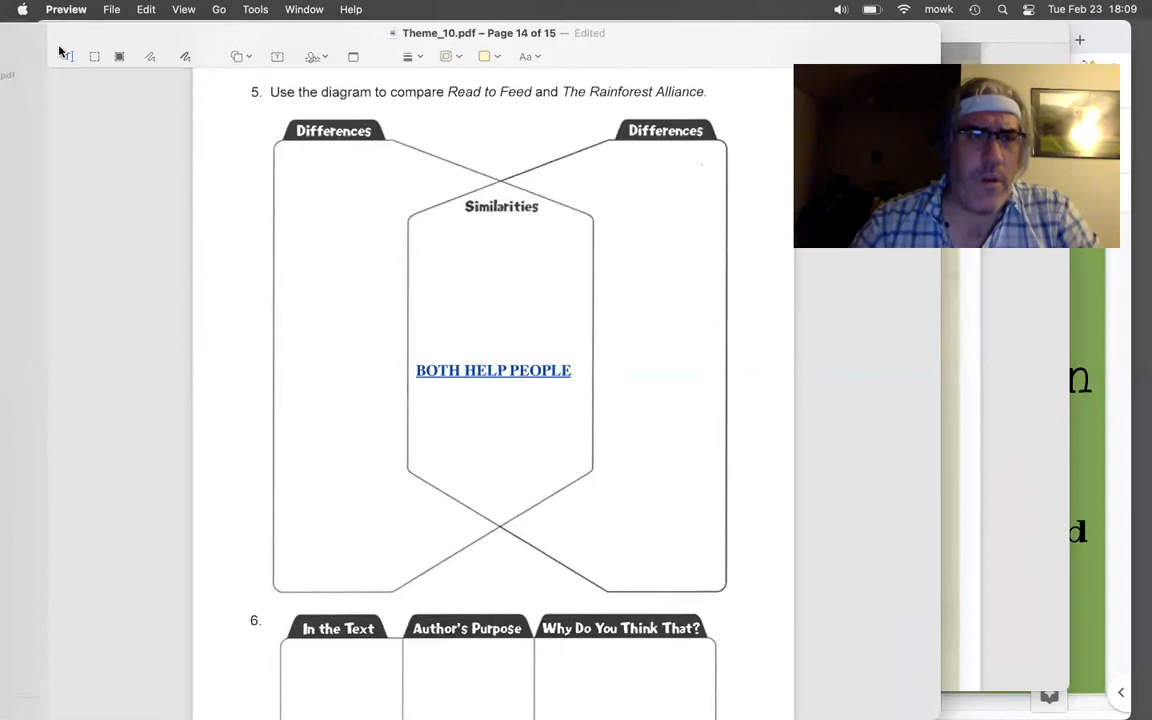 Preview File Edit View Go Tools Window Help mowk Tue Feb 23 18:09
Theme_10.pdf – Page 14 of 15 — Edited
pdf
Aa
5. Use the diagram to compare Read to Feed and The Rainforest Alliance.
Differences Differences
Similarities
BOTH HELP PEOPLE
n
d
6.
In the Text Author's Purpose Why Do You Think That?